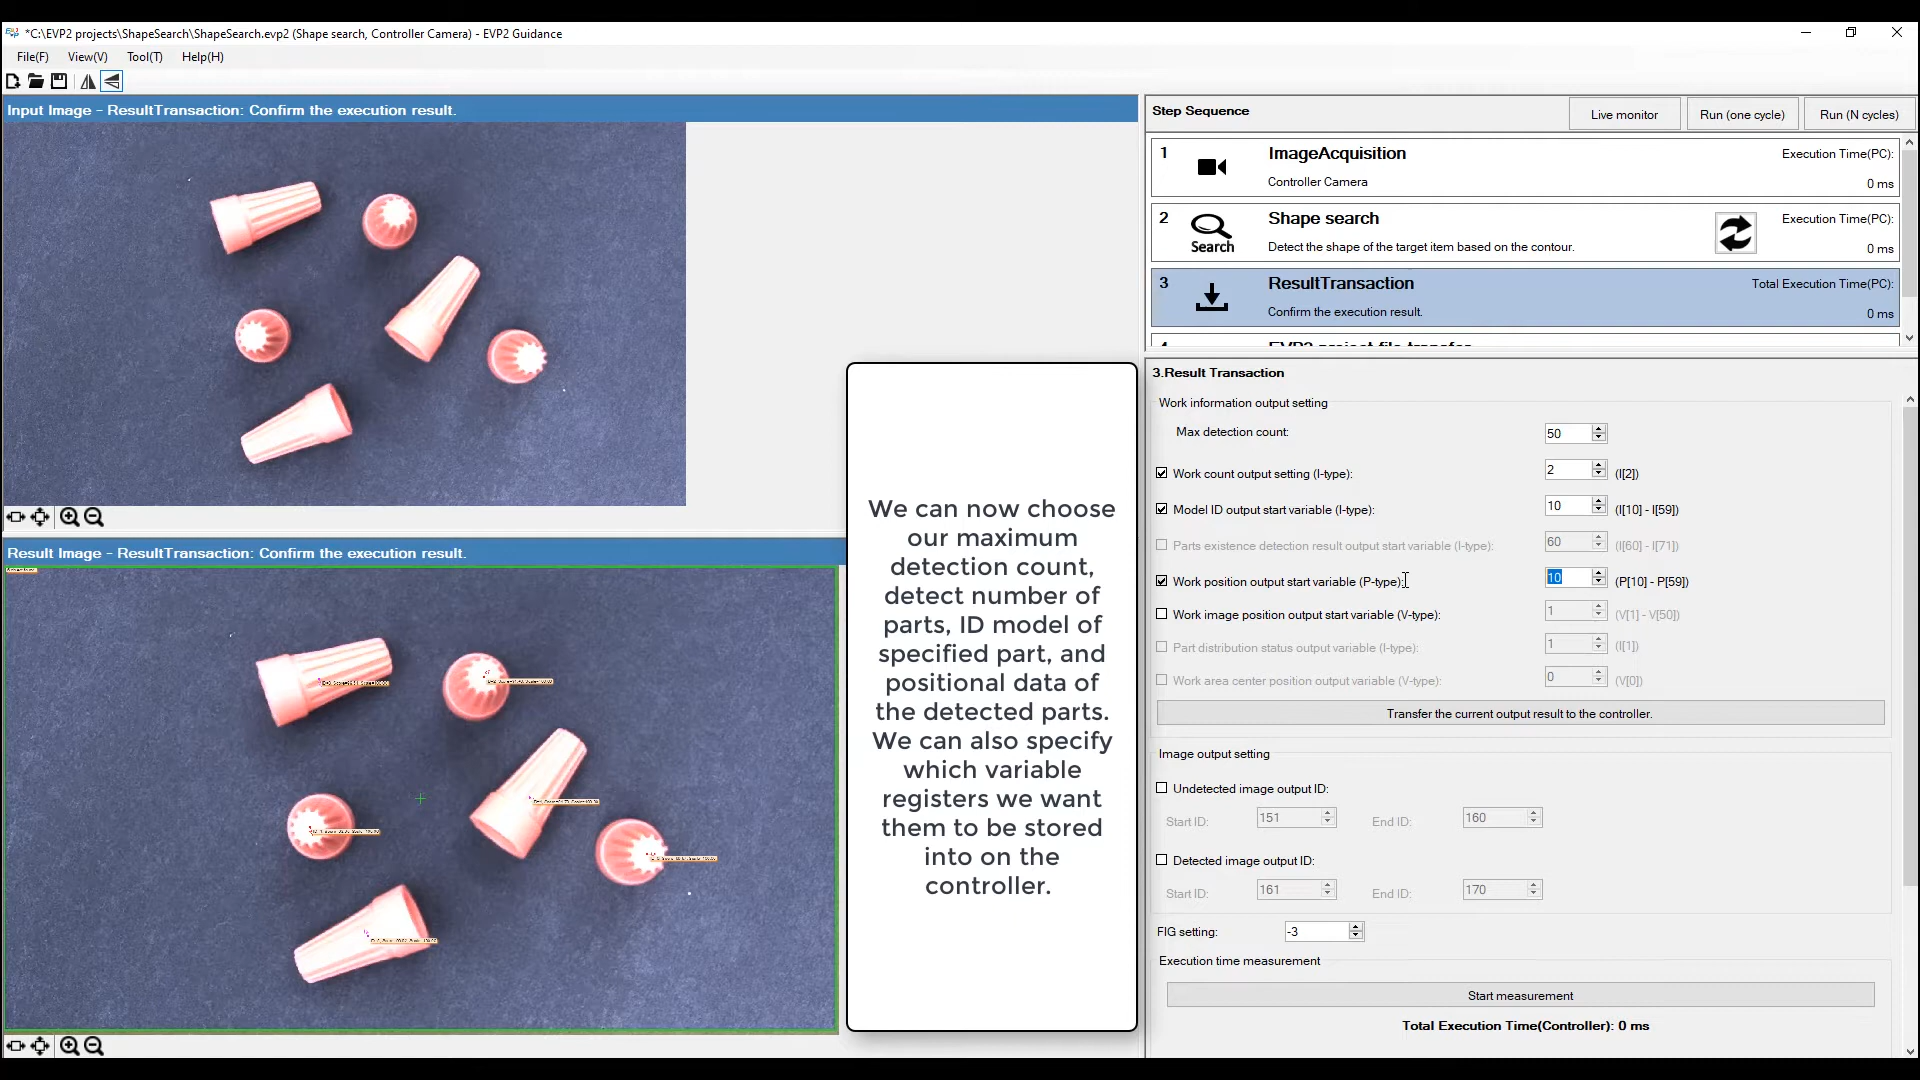 *C:\EVP2 projects\ShapeSearch\ShapeSearch.evp2 (Shape search, Controller Camera) - EVP2 Guidance
File(F) View(V) Tool(T) Help(H)
Input Image - ResultTransaction: Confirm the execution result.
Result Image - ResultTransaction: Confirm the execution result.
We can now choose
our maximum
detection count,
detect number of
parts, ID model of
specified part, and
positional data of
the detected parts.
We can also specify
which variable
registers we want
them to be stored
into on the
controller.
Step Sequence
Live monitor
Run (one cycle)
Run (N cycles)
1 ImageAcquisition Execution Time(PC):
Controller Camera 0 ms
2 Shape search Execution Time(PC):
Search Detect the shape of the target item based on the contour. 0 ms
3 ResultTransaction Total Execution Time(PC):
Confirm the execution result. 0 ms
3.Result Transaction
Work information output setting
Max detection count: 50
Work count output setting (I-type): 2 (I[2])
Model ID output start variable (I-type): 10 (I[10] - I[59])
Parts existence detection result output start variable (I-type): 60 (I[60] - I[71])
Work position output start variable (P-type): 10 (P[10] - P[59])
Work image position output start variable (V-type): 1 (V[1] - V[50])
Part distribution status output variable (I-type): 1 (I[1])
Work area center position output variable (V-type): 0 (V[0])
Transfer the current output result to the controller.
Image output setting
Undetected image output ID:
Start ID: 151 End ID: 160
Detected image output ID:
Start ID: 161 End ID: 170
FIG setting: -3
Execution time measurement
Start measurement
Total Execution Time(Controller): 0 ms